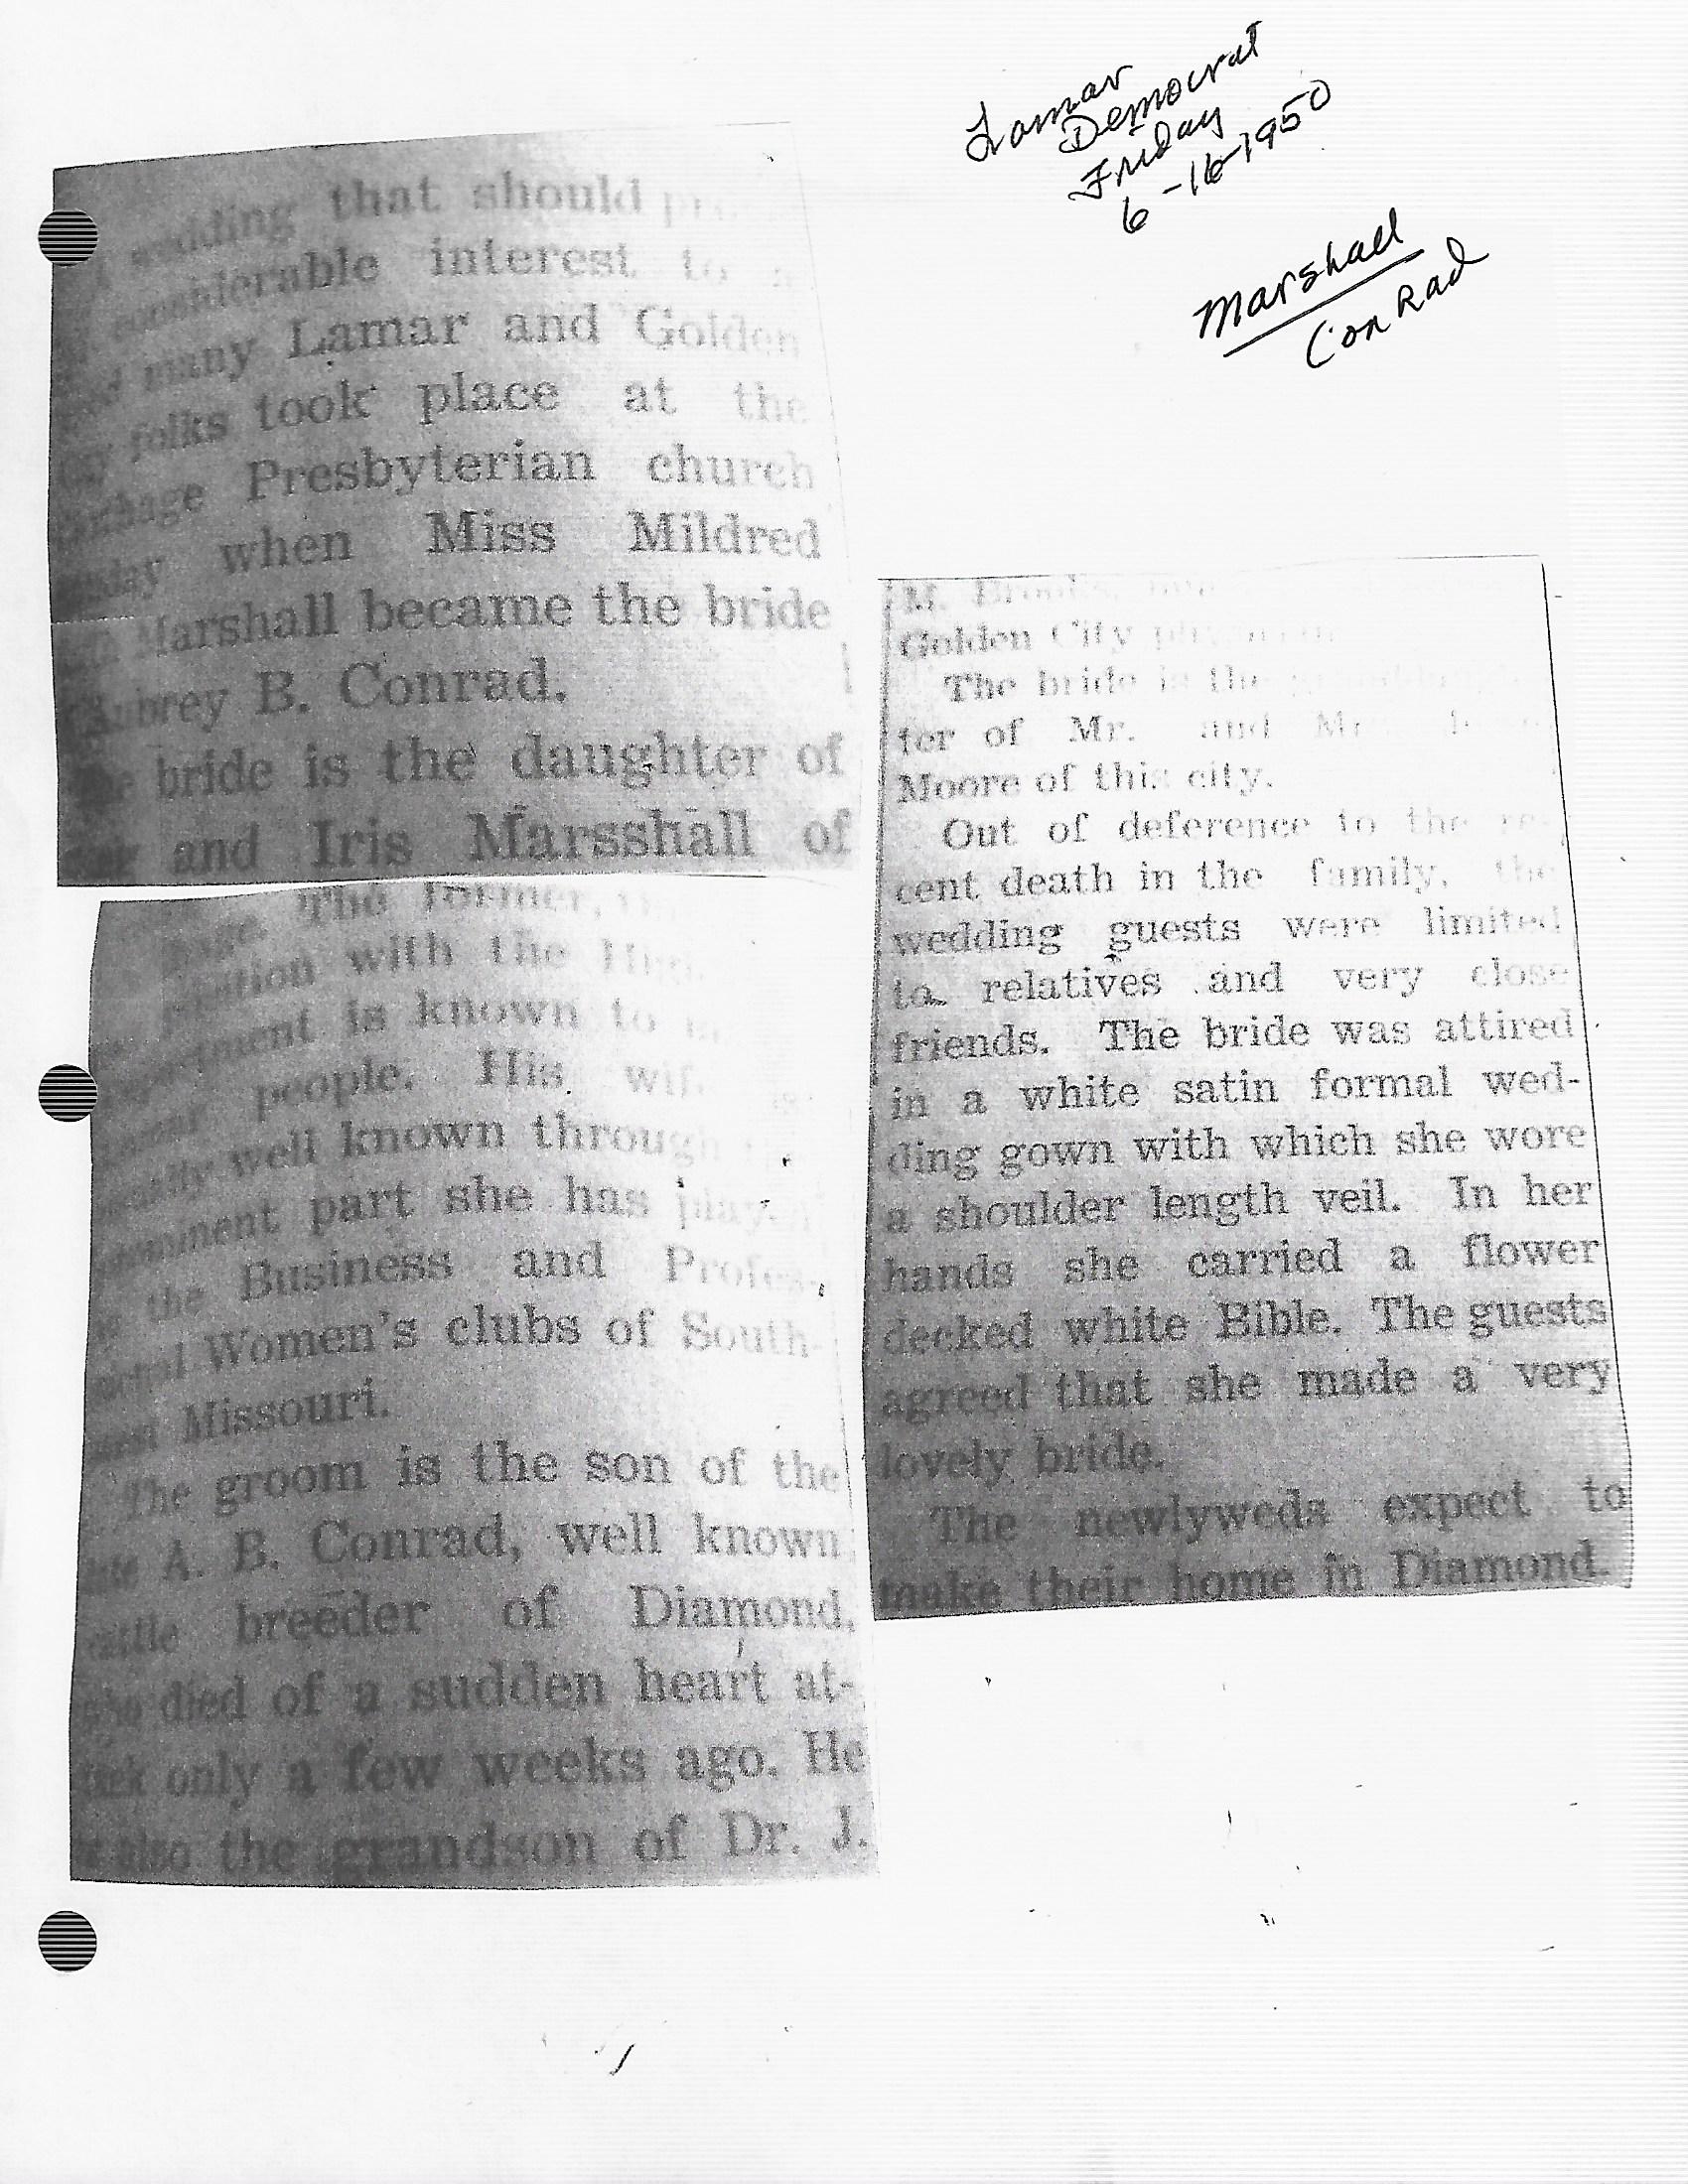 Lamar
Democrat
Friday
6-16-1950
Marshall
Conrad
wedding that should
considerable interest to a
many Lamar and Golden
folks took place at the
Presbyterian church
when Miss Mildred
Marshall became the bride
Aubrey B. Conrad.
The bride is the daughter of
and Iris Marsshall of
The former,
with the
is known to
people. His wife
well known through
part she has
the Business and Profes-
Women's clubs of South-
Missouri.
The groom is the son of the
A. B. Conrad, well known
cattle breeder of Diamond,
who died of a sudden heart at-
only a few weeks ago. He
also the grandson of Dr. J.
M. Brooks,
Golden City
The bride is the
ter of Mr. and
Moore of this city.
Out of deference to the re-
cent death in the family, the
wedding guests were limited
to relatives and very close
friends. The bride was attired
in a white satin formal wed-
ding gown with which she wore
a shoulder length veil. In her
hands she carried a flower
decked white Bible. The guests
agreed that she made a very
lovely bride.
The newlyweds expect to
make their home in Diamond.